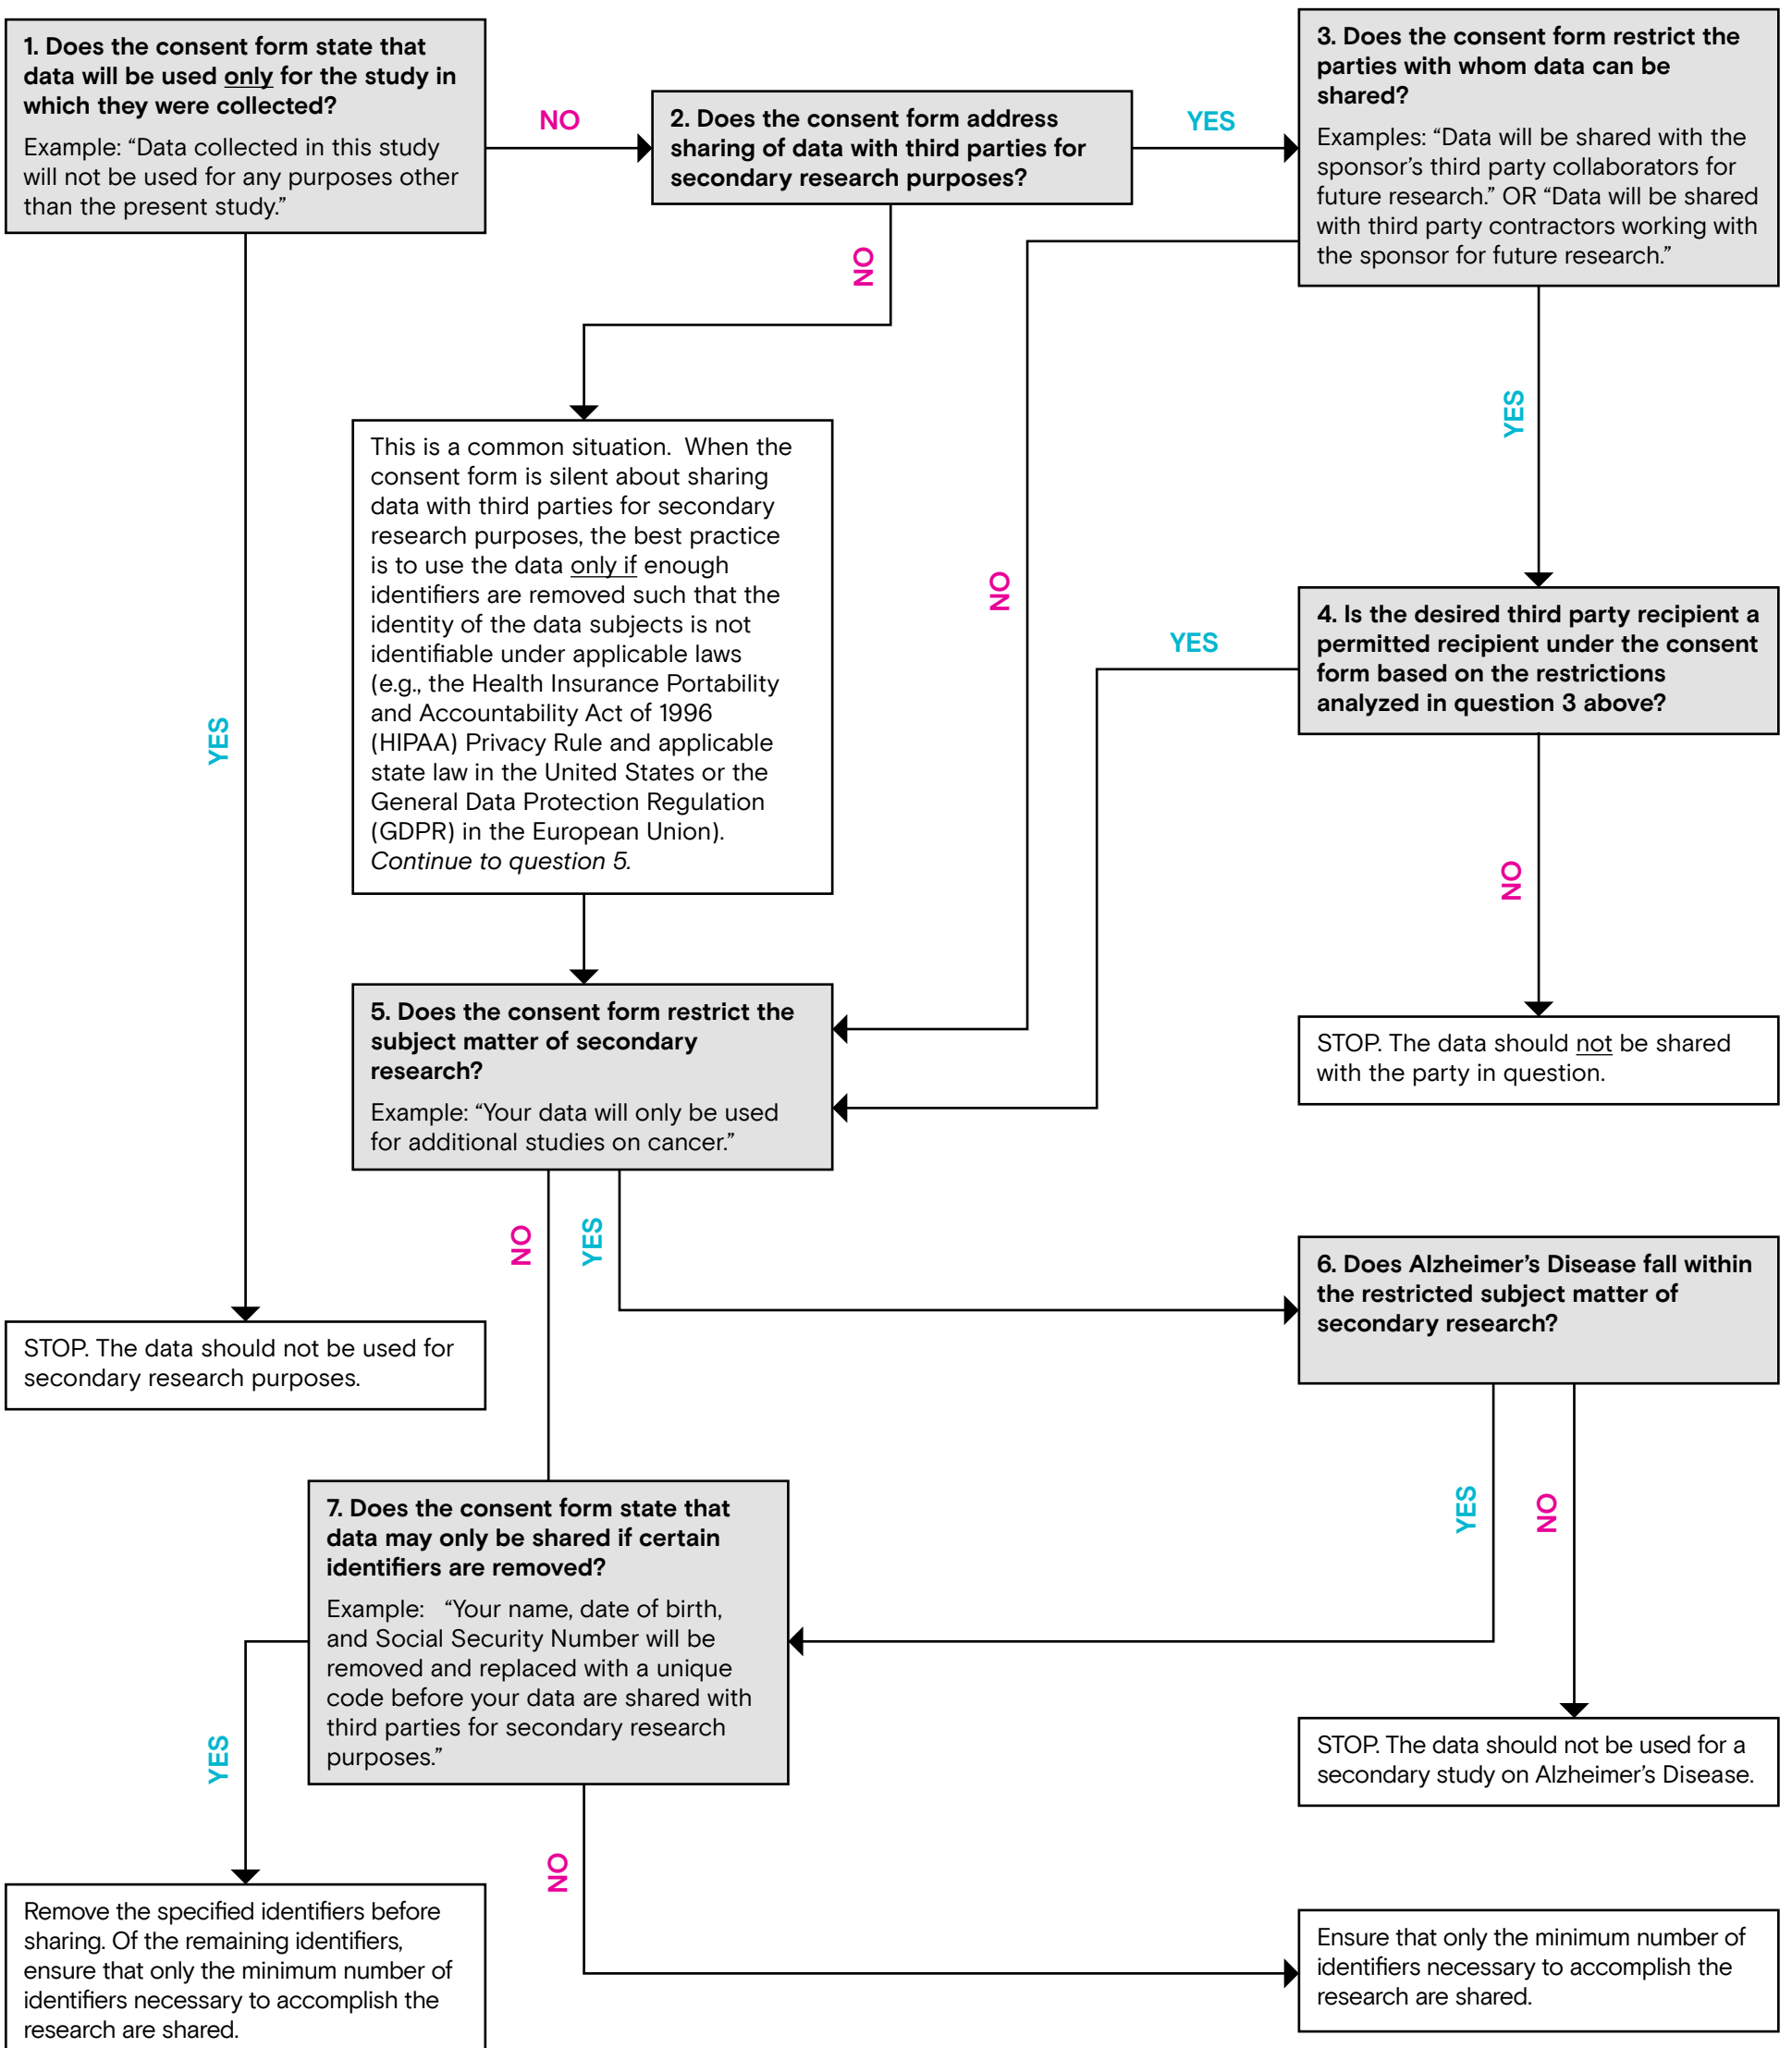 1. Does the consent form state that
data will be used only for the study in
which they were collected?
Example: “Data collected in this study
will not be used for any purposes other
than the present study.”
NO
2. Does the consent form address
sharing of data with third parties for
secondary research purposes?
YES
3. Does the consent form restrict the
parties with whom data can be
shared?
Examples: “Data will be shared with the
sponsor’s third party collaborators for
future research.” OR “Data will be shared
with third party contractors working with
the sponsor for future research.”
NO
YES
This is a common situation.  When the
consent form is silent about sharing
data with third parties for secondary
research purposes, the best practice
is to use the data only if enough
identifiers are removed such that the
identity of the data subjects is not
identifiable under applicable laws
(e.g., the Health Insurance Portability
and Accountability Act of 1996
(HIPAA) Privacy Rule and applicable
state law in the United States or the
General Data Protection Regulation
(GDPR) in the European Union).
Continue to question 5.
NO
YES
4. Is the desired third party recipient a
permitted recipient under the consent
form based on the restrictions
analyzed in question 3 above?
YES
NO
5. Does the consent form restrict the
subject matter of secondary
research?
Example: “Your data will only be used
for additional studies on cancer.”
STOP. The data should not be shared
with the party in question.
NO
YES
6. Does Alzheimer’s Disease fall within
the restricted subject matter of
secondary research?
STOP. The data should not be used for
secondary research purposes.
YES
NO
7. Does the consent form state that
data may only be shared if certain
identifiers are removed?
Example:   “Your name, date of birth,
and Social Security Number will be
removed and replaced with a unique
code before your data are shared with
third parties for secondary research
purposes.”
YES
STOP. The data should not be used for a
secondary study on Alzheimer’s Disease.
NO
Remove the specified identifiers before
sharing. Of the remaining identifiers,
ensure that only the minimum number of
identifiers necessary to accomplish the
research are shared.
Ensure that only the minimum number of
identifiers necessary to accomplish the
research are shared.